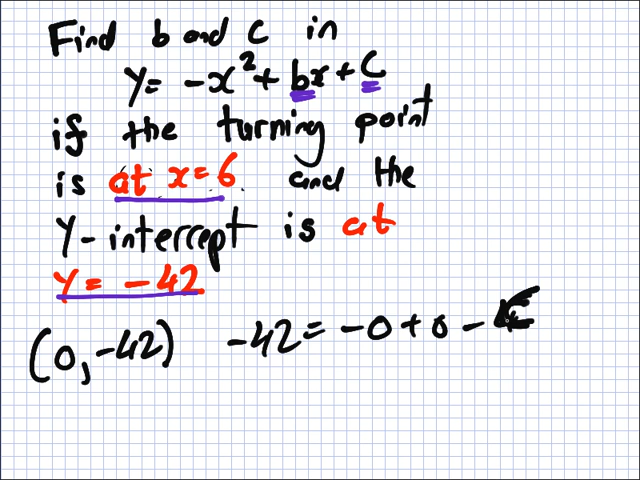 Find b and c in
y = -x² + bx + c
if the turning point
is at x=6. and the
Y-intercept is at
y = -42
(0, -42) -42 = -0 + 0 -